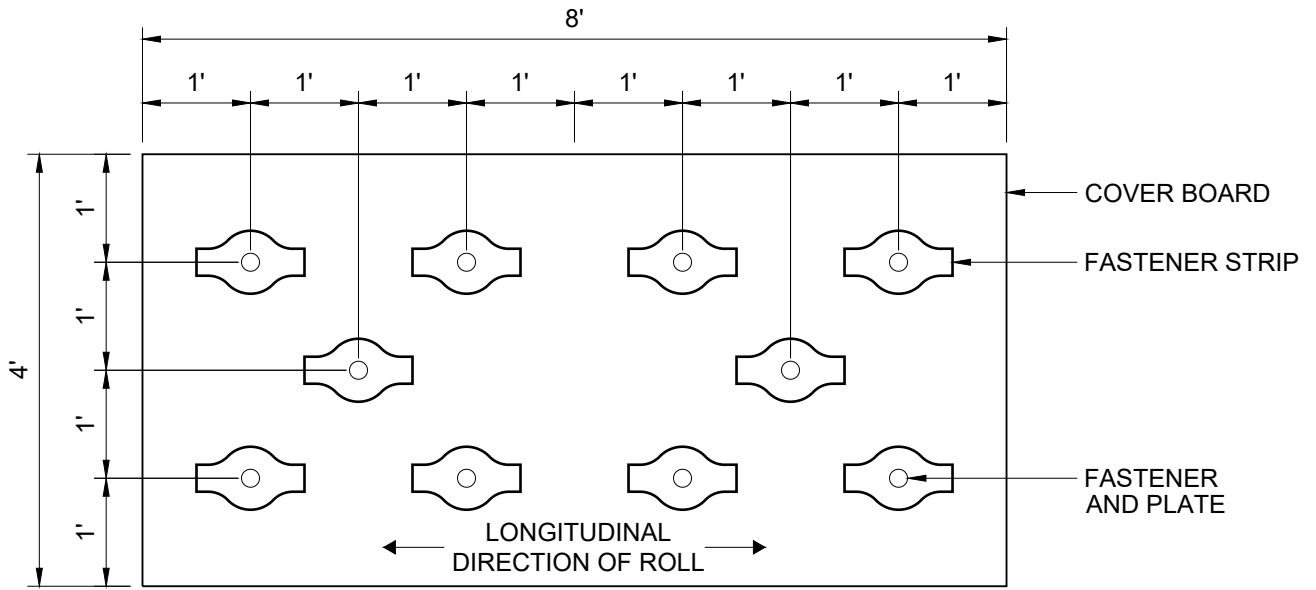 8'
1' 1' 1' 1' 1' 1' 1' 1'
COVER BOARD
1'
FASTENER STRIP
1'
4'
1'
FASTENER
AND PLATE
1'
LONGITUDINAL
DIRECTION OF ROLL